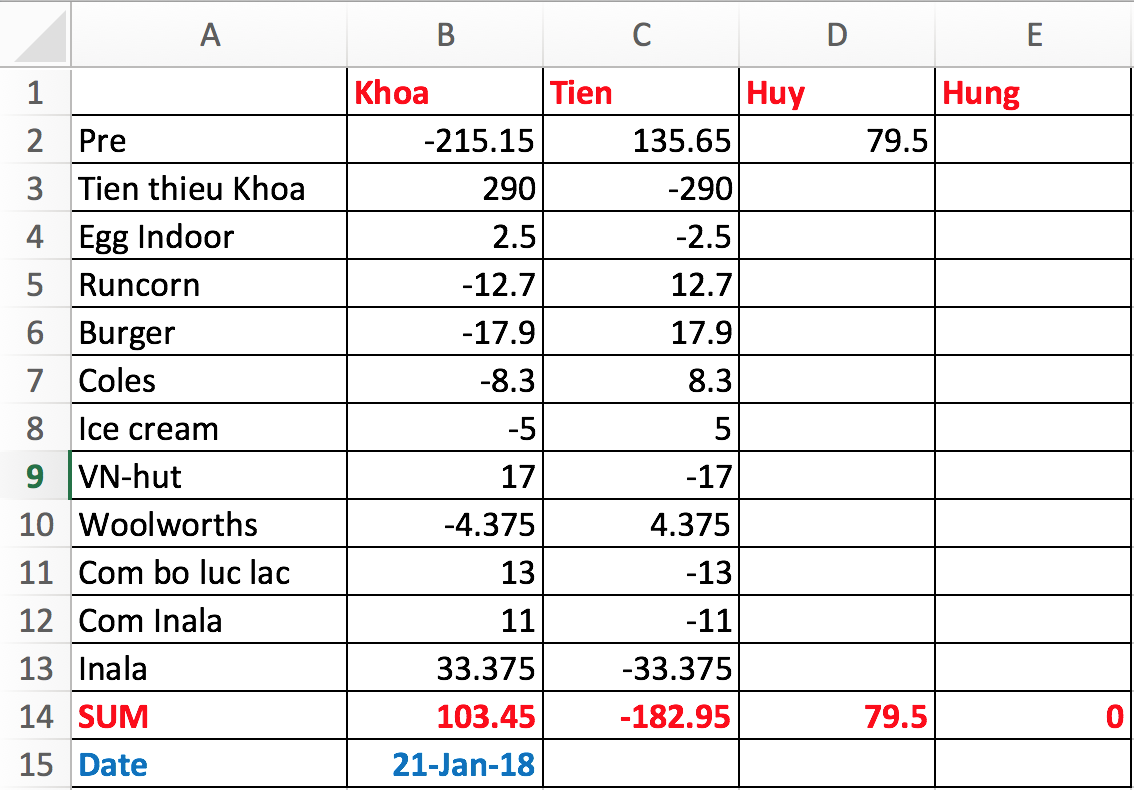 A B C D E
1 Khoa Tien Huy Hung
2 Pre -215.15 135.65 79.5
3 Tien thieu Khoa 290 -290
4 Egg Indoor 2.5 -2.5
5 Runcorn -12.7 12.7
6 Burger -17.9 17.9
7 Coles -8.3 8.3
8 Ice cream -5 5
9 VN-hut 17 -17
10 Woolworths -4.375 4.375
11 Com bo luc lac 13 -13
12 Com Inala 11 -11
13 Inala 33.375 -33.375
14 SUM 103.45 -182.95 79.5 0
15 Date 21-Jan-18